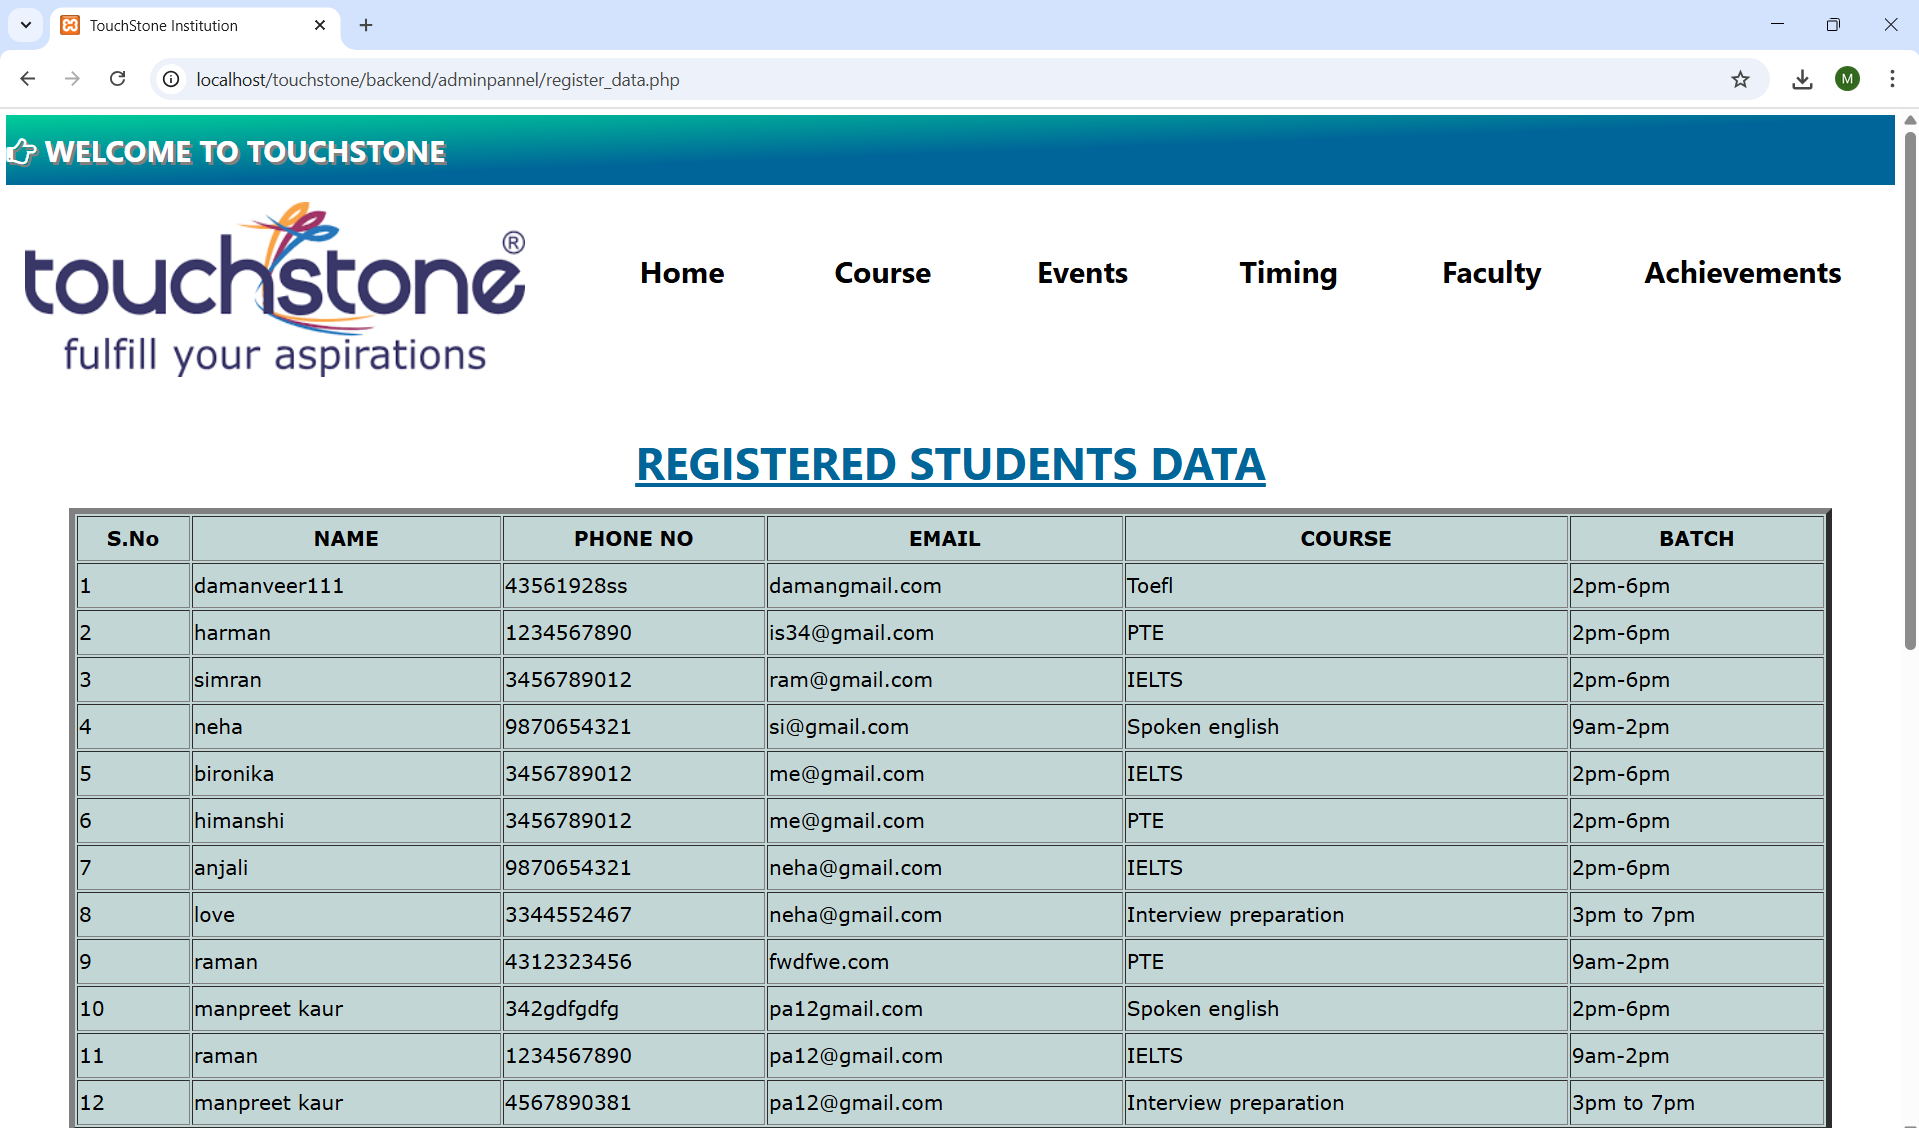 TouchStone Institution
localhost/touchstone/backend/adminpannel/register_data.php
M
WELCOME TO TOUCHSTONE
touchstone®
fulfill your aspirations
Home Course Events Timing Faculty Achievements
REGISTERED STUDENTS DATA
S.No NAME PHONE NO EMAIL COURSE BATCH
1 damanveer111 43561928ss damangmail.com Toefl 2pm-6pm
2 harman 1234567890 is34@gmail.com PTE 2pm-6pm
3 simran 3456789012 ram@gmail.com IELTS 2pm-6pm
4 neha 9870654321 si@gmail.com Spoken english 9am-2pm
5 bironika 3456789012 me@gmail.com IELTS 2pm-6pm
6 himanshi 3456789012 me@gmail.com PTE 2pm-6pm
7 anjali 9870654321 neha@gmail.com IELTS 2pm-6pm
8 love 3344552467 neha@gmail.com Interview preparation 3pm to 7pm
9 raman 4312323456 fwdfwe.com PTE 9am-2pm
10 manpreet kaur 342gdfgdfg pa12gmail.com Spoken english 2pm-6pm
11 raman 1234567890 pa12@gmail.com IELTS 9am-2pm
12 manpreet kaur 4567890381 pa12@gmail.com Interview preparation 3pm to 7pm